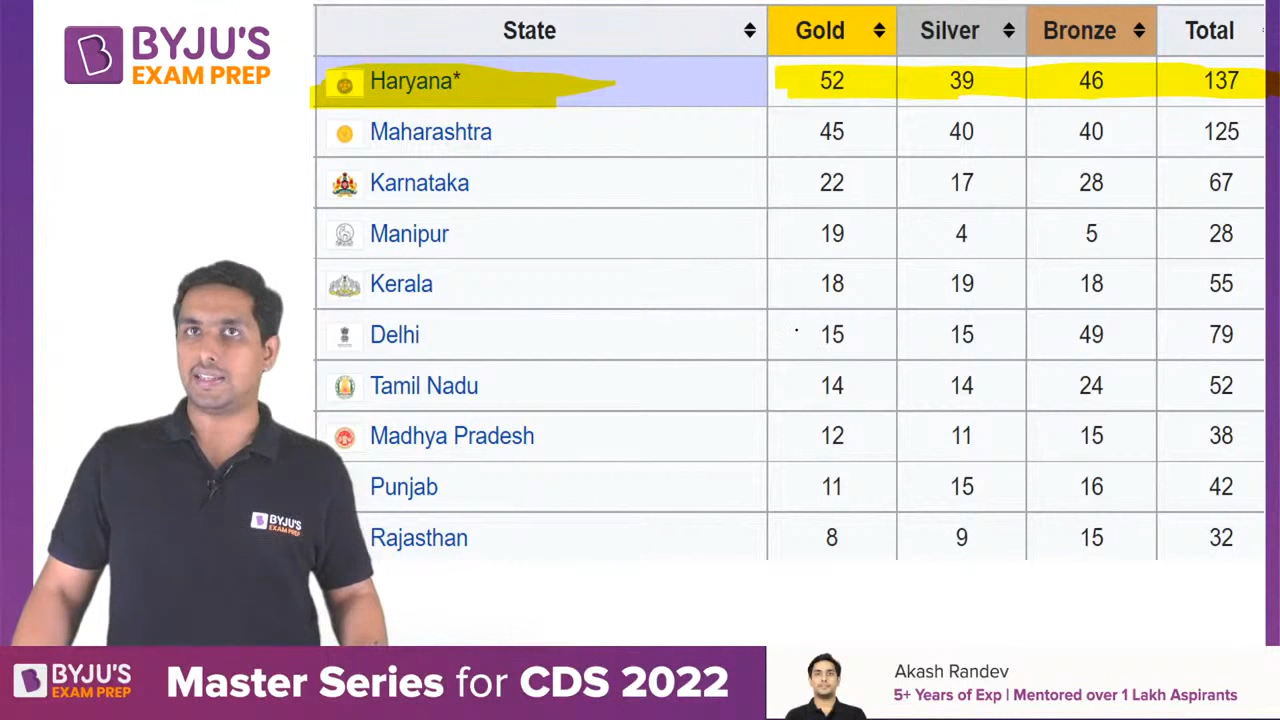 BYJU'S
EXAM PREP
State Gold Silver Bronze Total
Haryana* 52 39 46 137
Maharashtra 45 40 40 125
Karnataka 22 17 28 67
Manipur 19 4 5 28
Kerala 18 19 18 55
Delhi 15 15 49 79
Tamil Nadu 14 14 24 52
Madhya Pradesh 12 11 15 38
Punjab 11 15 16 42
Rajasthan 8 9 15 32
BYJU'S
EXAM PREP
BYJU'S
EXAM PREP
Master Series for CDS 2022
Akash Randev
5+ Years of Exp | Mentored over 1 Lakh Aspirants